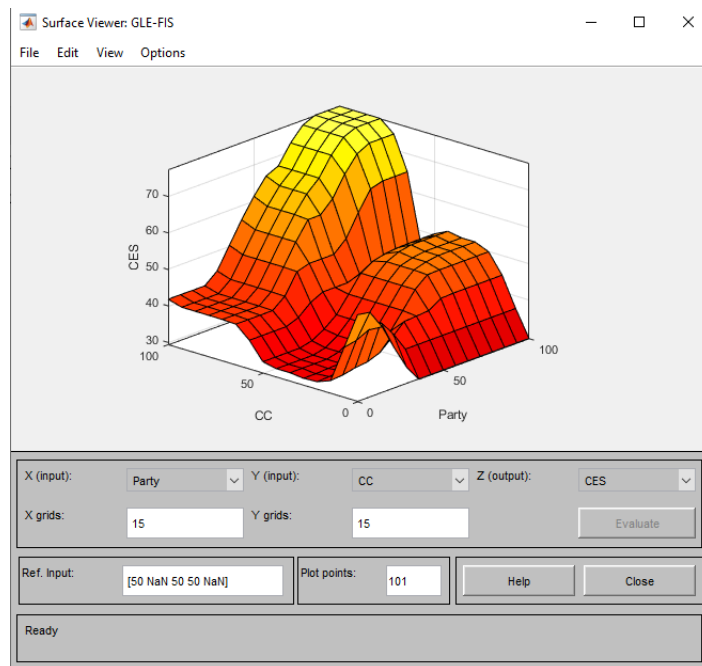 Surface Viewer: GLE-FIS
File Edit View Options
70
60
50
40
30
CES
100
50
0
CC
0
50
100
Party
X (input): Party Y (input): CC Z (output): CES
X grids: 15 Y grids: 15 Evaluate
Ref. Input: [50 NaN 50 50 NaN] Plot points: 101 Help Close
Ready